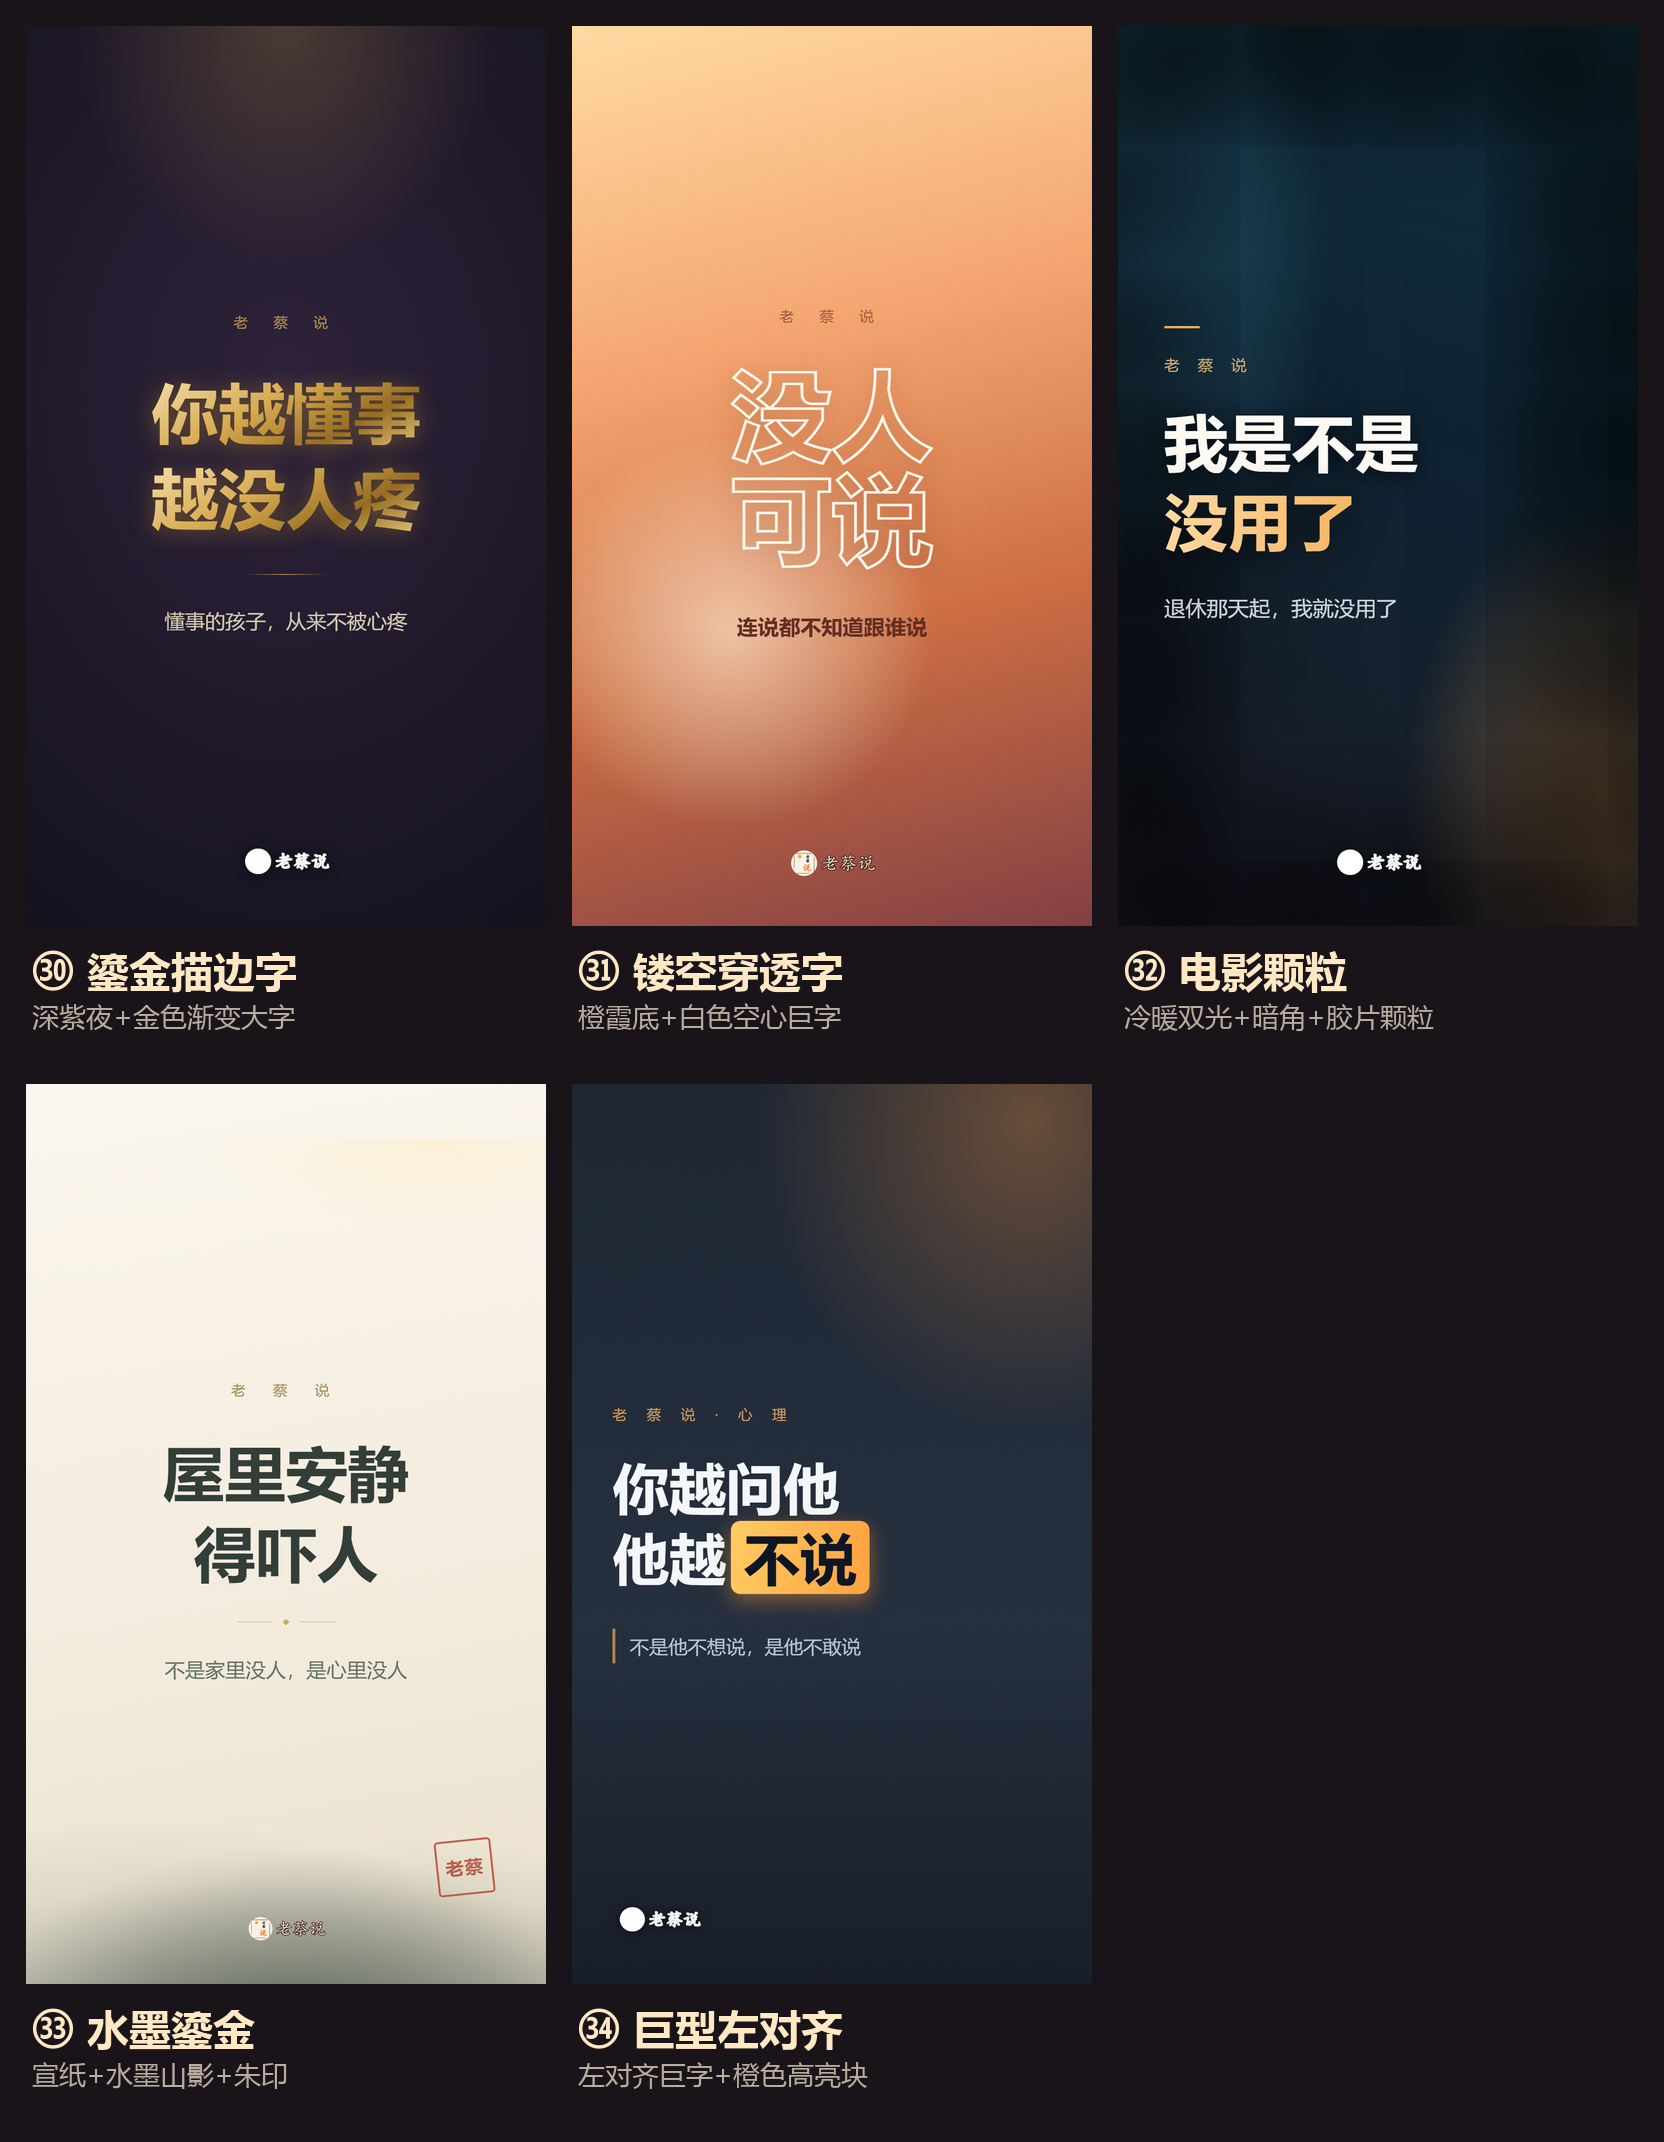 老蔡说
你越懂事
越没人疼
懂事的孩子，从来不被心疼
老蔡说
㉚ 鎏金描边字
深紫夜+金色渐变大字
老蔡说
没人
可说
连说都不知道跟谁说
老蔡说
㉛ 镂空穿透字
橙霞底+白色空心巨字
老蔡说
我是不是
没用了
退休那天起，我就没用了
老蔡说
㉜ 电影颗粒
冷暖双光+暗角+胶片颗粒
老蔡说
屋里安静
得吓人
不是家里没人，是心里没人
老蔡
老蔡说
㉝ 水墨鎏金
宣纸+水墨山影+朱印
老蔡说·心理
你越问他
他越不说
不是他不想说，是他不敢说
老蔡说
㉞ 巨型左对齐
左对齐巨字+橙色高亮块